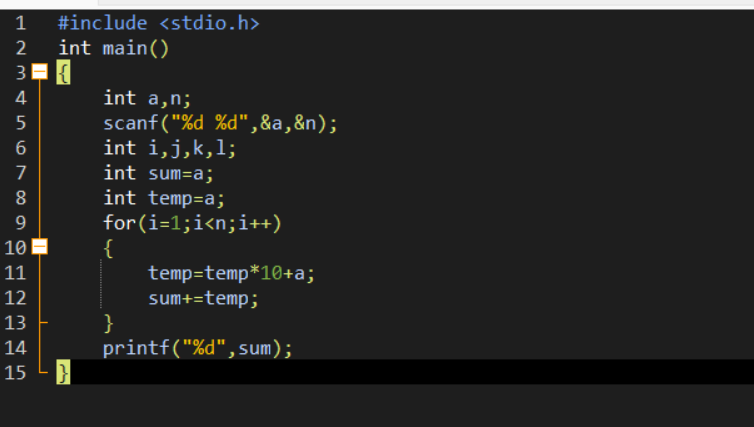 1 #include <stdio.h>
2 int main()
3 {
4 int a,n;
5 scanf("%d %d",&a,&n);
6 int i,j,k,l;
7 int sum=a;
8 int temp=a;
9 for(i=1;i<n;i++)
10 {
11 temp=temp*10+a;
12 sum+=temp;
13 }
14 printf("%d",sum);
15 }